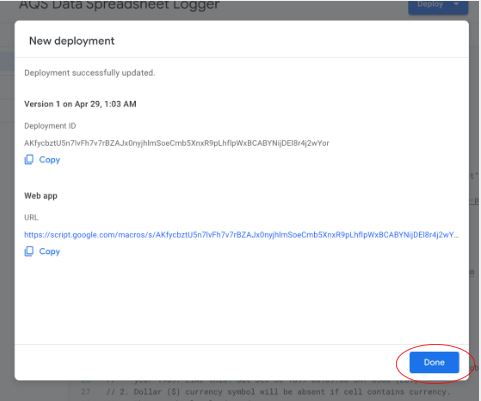 AQS Data Spreadsheet Logger
Deploy
New deployment
Deployment successfully updated.
Version 1 on Apr 29, 1:03 AM
Deployment ID
AKfycbztU5n7lvFh7v7rBZAJx0nyjhImSoeCmb5XnxR9pLhfIpWxBCABYNijDEl8r4j2wYor
Copy
Web app
URL
https://script.google.com/macros/s/AKfycbztU5n7lvFh7v7rBZAJx0nyjhImSoeCmb5XnxR9pLhfIpWxBCABYNijDEl8r4j2wY...
Copy
Done
27 // 2. Dollar ($) currency symbol will be absent if cell contains currency.